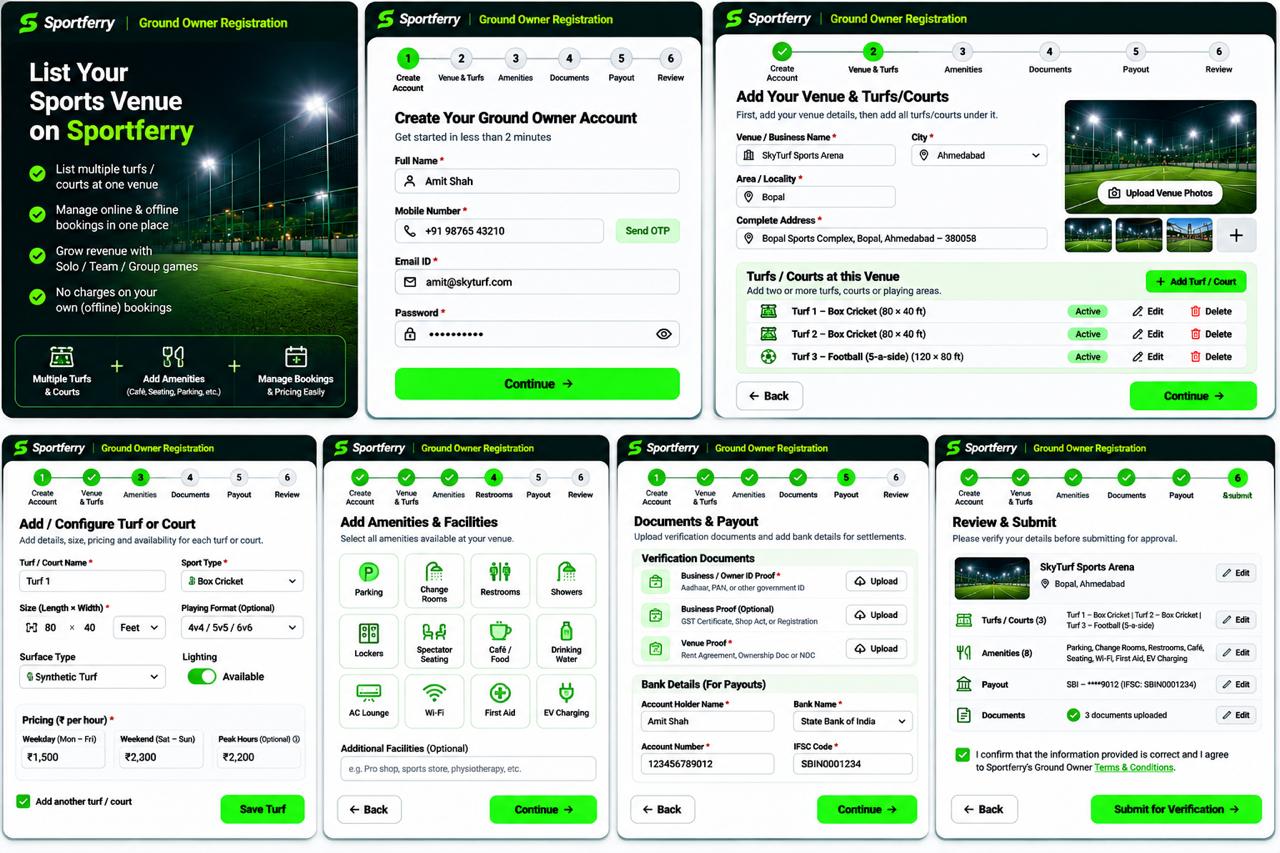 Sportferry | Ground Owner Registration
List Your
Sports Venue
on Sportferry
List multiple turfs /
courts at one venue
Manage online & offline
bookings in one place
Grow revenue with
Solo / Team / Group games
No charges on your
own (offline) bookings
Multiple Turfs
& Courts
+
Add Amenities
(Café, Seating, Parking, etc.)
+
Manage Bookings
& Pricing Easily
Sportferry | Ground Owner Registration
1 2 3 4 5 6
Create
Account
Venue & Turfs
Amenities
Documents
Payout
Review
Create Your Ground Owner Account
Get started in less than 2 minutes
Full Name *
Amit Shah
Mobile Number *
+91 98765 43210
Send OTP
Email ID *
amit@skyturf.com
Password *
••••••••••
Continue →
Sportferry | Ground Owner Registration
2 3 4 5 6
Create
Account
Venue & Turfs
Amenities
Documents
Payout
Review
Add Your Venue & Turfs/Courts
First, add your venue details, then add all turfs/courts under it.
Venue / Business Name *
SkyTurf Sports Arena
City *
Ahmedabad
Area / Locality *
Bopal
Complete Address *
Bopal Sports Complex, Bopal, Ahmedabad – 380058
Upload Venue Photos
+
Turfs / Courts at this Venue
Add two or more turfs, courts or playing areas.
+ Add Turf / Court
Turf 1 – Box Cricket (80 × 40 ft) Active Edit Delete
Turf 2 – Box Cricket (80 × 40 ft) Active Edit Delete
Turf 3 – Football (5-a-side) (120 × 80 ft) Active Edit Delete
← Back
Continue →
Sportferry | Ground Owner Registration
1 3 4 5 6
Create
Account
Venue
& Turfs
Amenities
Documents
Payout
Review
Add / Configure Turf or Court
Add details, size, pricing and availability for each turf or court.
Turf / Court Name *
Turf 1
Sport Type *
Box Cricket
Size (Length × Width) *
80 × 40 Feet
Playing Format (Optional)
4v4 / 5v5 / 6v6
Surface Type
Synthetic Turf
Lighting
Available
Pricing (₹ per hour) *
Weekday (Mon – Fri)
₹1,500
Weekend (Sat – Sun)
₹2,300
Peak Hours (Optional)
₹2,200
Add another turf / court
Save Turf
Sportferry | Ground Owner Registration
4 5 6
Create
Account
Venue
& Turfs
Amenities
Restrooms
Payout
Review
Add Amenities & Facilities
Select all amenities available at your venue.
P
Parking
Change
Rooms
Restrooms
Showers
Lockers
Spectator
Seating
Café /
Food
Drinking
Water
AC Lounge
Wi-Fi
First Aid
EV Charging
Additional Facilities (Optional)
e.g. Pro shop, sports store, physiotherapy, etc.
← Back
Continue →
Sportferry | Ground Owner Registration
1 5 6
Create
Account
Venue
& Turfs
Amenities
Documents
Payout
Review
Documents & Payout
Upload verification documents and add bank details for settlements.
Verification Documents
Business / Owner ID Proof *
Aadhaar, PAN, or other government ID
Upload
Business Proof (Optional)
GST Certificate, Shop Act, or Registration
Upload
Venue Proof *
Rent Agreement, Ownership Doc or NOC
Upload
Bank Details (For Payouts)
Account Holder Name *
Amit Shah
Bank Name *
State Bank of India
Account Number *
123456789012
IFSC Code *
SBIN0001234
← Back
Continue →
Sportferry | Ground Owner Registration
6
Create
Account
Venus
& Turfs
Amenities
Documents
Payout
&submit
Review & Submit
Please verify your details before submitting for approval.
SkyTurf Sports Arena
Bopal, Ahmedabad
Edit
Turfs / Courts (3)
Turf 1 – Box Cricket | Turf 2 – Box Cricket |
Turf 3 – Football (5-a-side)
Edit
Amenities (8)
Parking, Change Rooms, Restrooms, Café,
Seating, Wi-Fi, First Aid, EV Charging
Edit
Payout
SBI – ****9012 (IFSC: SBIN0001234)
Edit
Documents
3 documents uploaded
Edit
I confirm that the information provided is correct and I agree
to Sportferry's Ground Owner Terms & Conditions.
← Back
Submit for Verification →